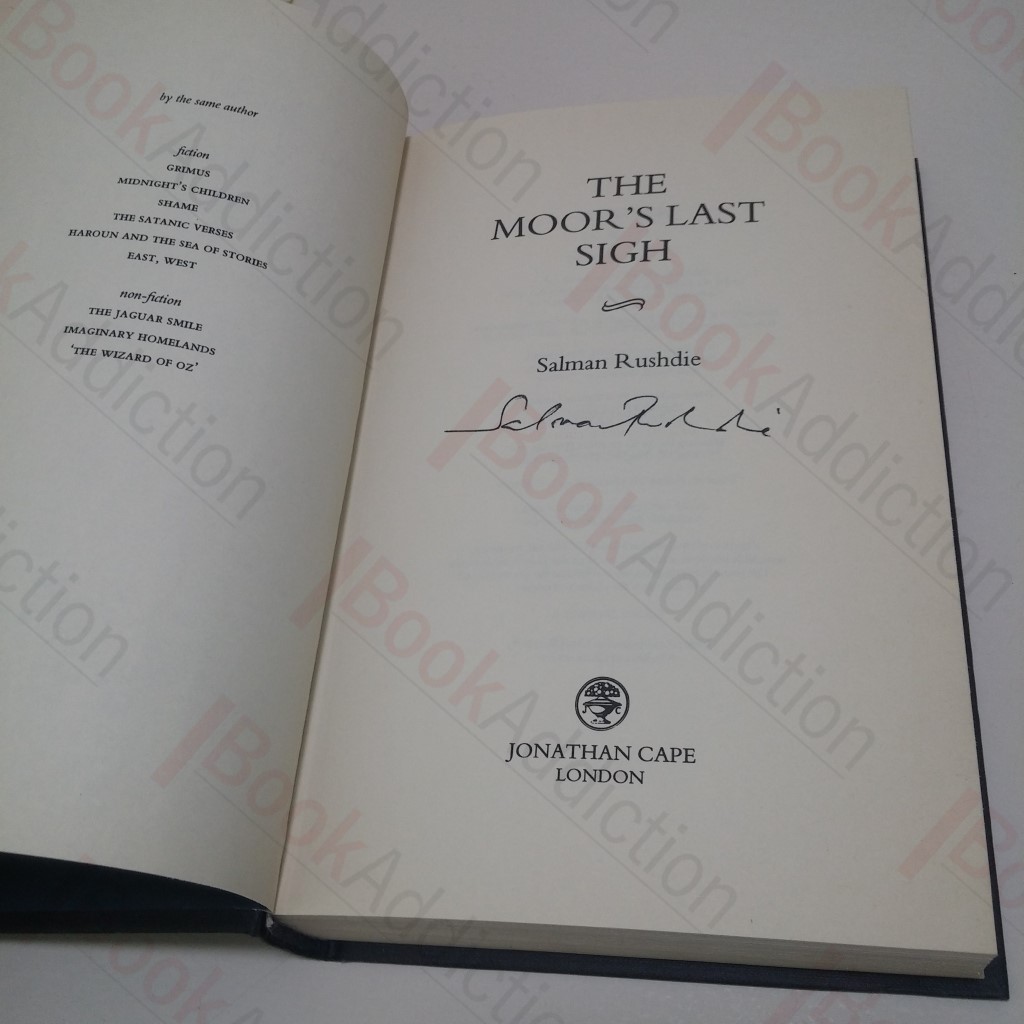 by the same author
fiction
GRIMUS
MIDNIGHT'S CHILDREN
SHAME
THE SATANIC VERSES
HAROUN AND THE SEA OF STORIES
EAST, WEST
non-fiction
THE JAGUAR SMILE
IMAGINARY HOMELANDS
'THE WIZARD OF OZ'
THE
MOOR'S LAST
SIGH
Salman Rushdie
Salman Rushdie
J C
JONATHAN CAPE
LONDON
BookAddiction